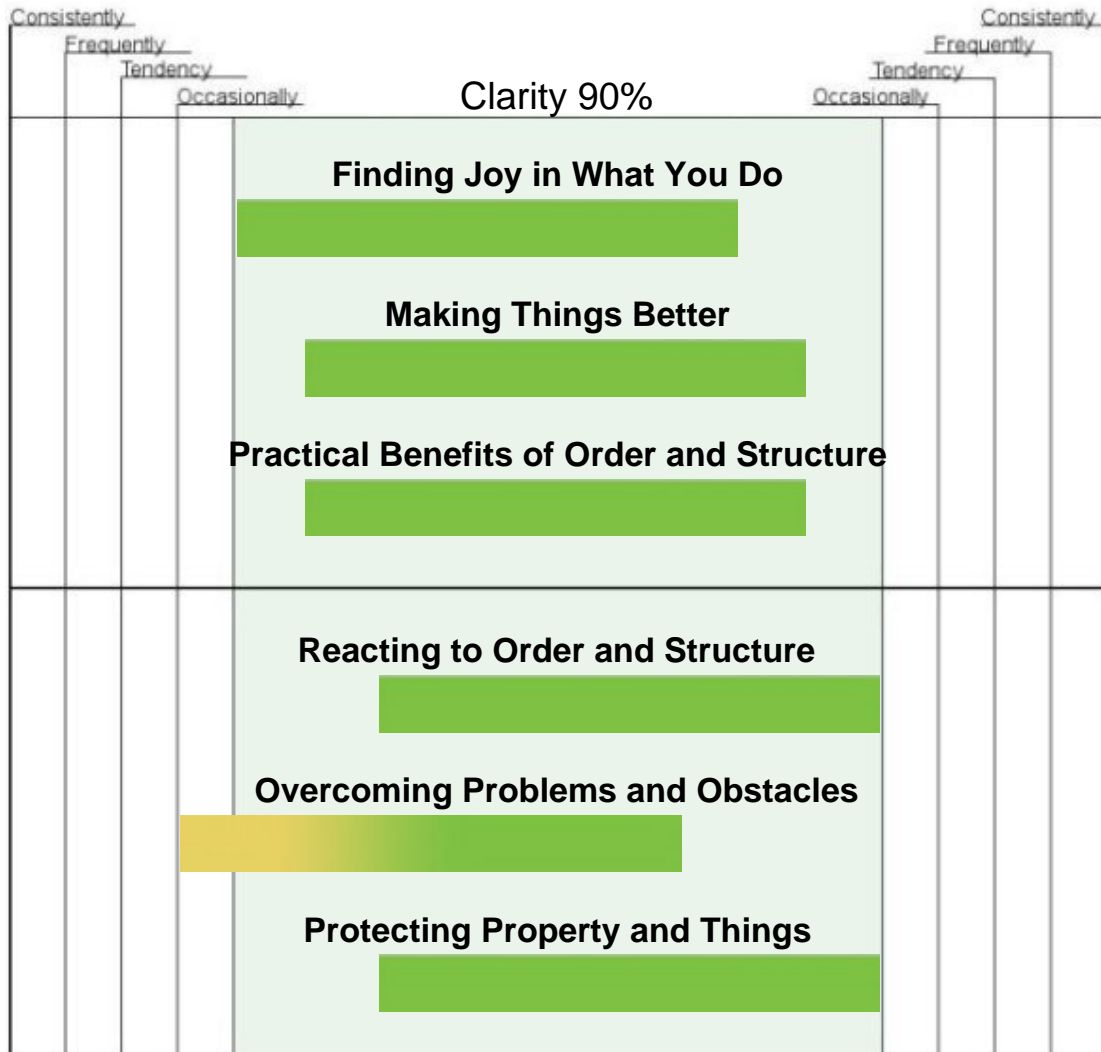 Consistently
Consistently
Frequently
Frequently
Tendency
Tendency
Occasionally
Clarity 90%
Occasionally
Finding Joy in What You Do
Making Things Better
Practical Benefits of Order and Structure
Reacting to Order and Structure
Overcoming Problems and Obstacles
Protecting Property and Things